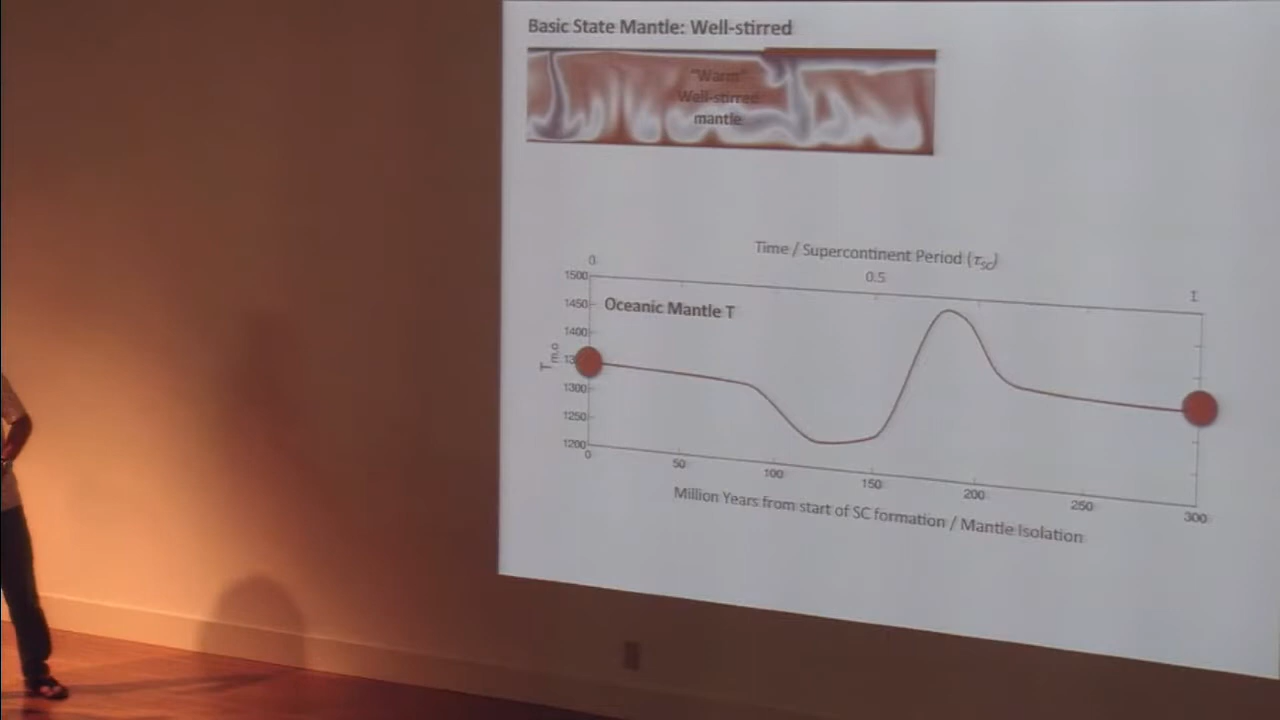 Basic State Mantle: Well-stirred
"Warm"
Well-stirred
mantle
Time / Supercontinent Period (τsc)
0
0.5
1
1500
1450
1400
1300
1250
1200
Oceanic Mantle T
Tm,o
0
50
100
150
200
250
300
Million Years from start of SC formation / Mantle Isolation